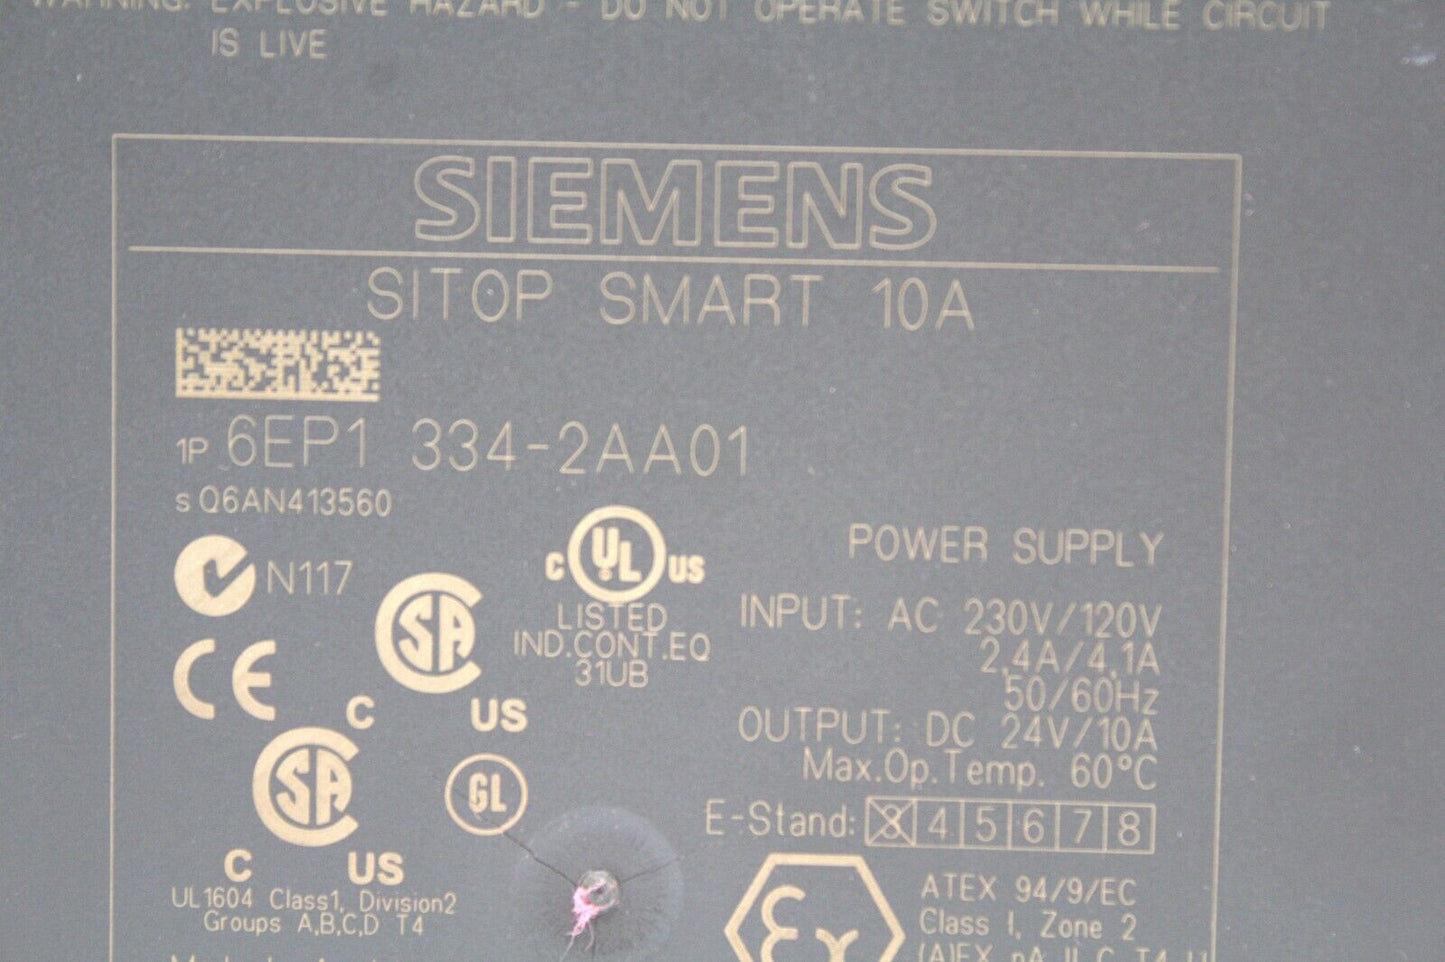 WARNING: EXPLOSIVE HAZARD - DO NOT OPERATE SWITCH WHILE CIRCUIT
IS LIVE
SIEMENS
SITOP SMART 10A
1P 6EP1 334-2AA01
S Q6AN413560
N117
CE
SA
C US
SA
C US
C UL US
LISTED
IND.CONT.EQ
31UB
GL
UL1604 Class1, Division2
Groups A,B,C,D T4
POWER SUPPLY
INPUT: AC 230V/120V
2,4A/4,1A
50/60Hz
OUTPUT: DC 24V/10A
Max.Op.Temp. 60°C
E-Stand: 3 4 5 6 7 8
Ex
ATEX 94/9/EC
Class I, Zone 2